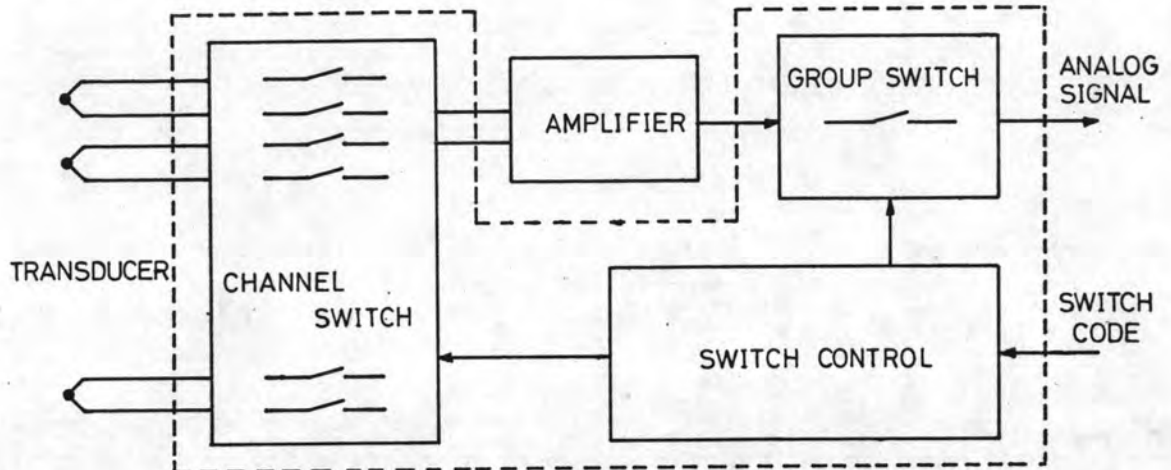 TRANSDUCER
CHANNEL
SWITCH
AMPLIFIER
GROUP SWITCH
ANALOG
SIGNAL
SWITCH CONTROL
SWITCH
CODE